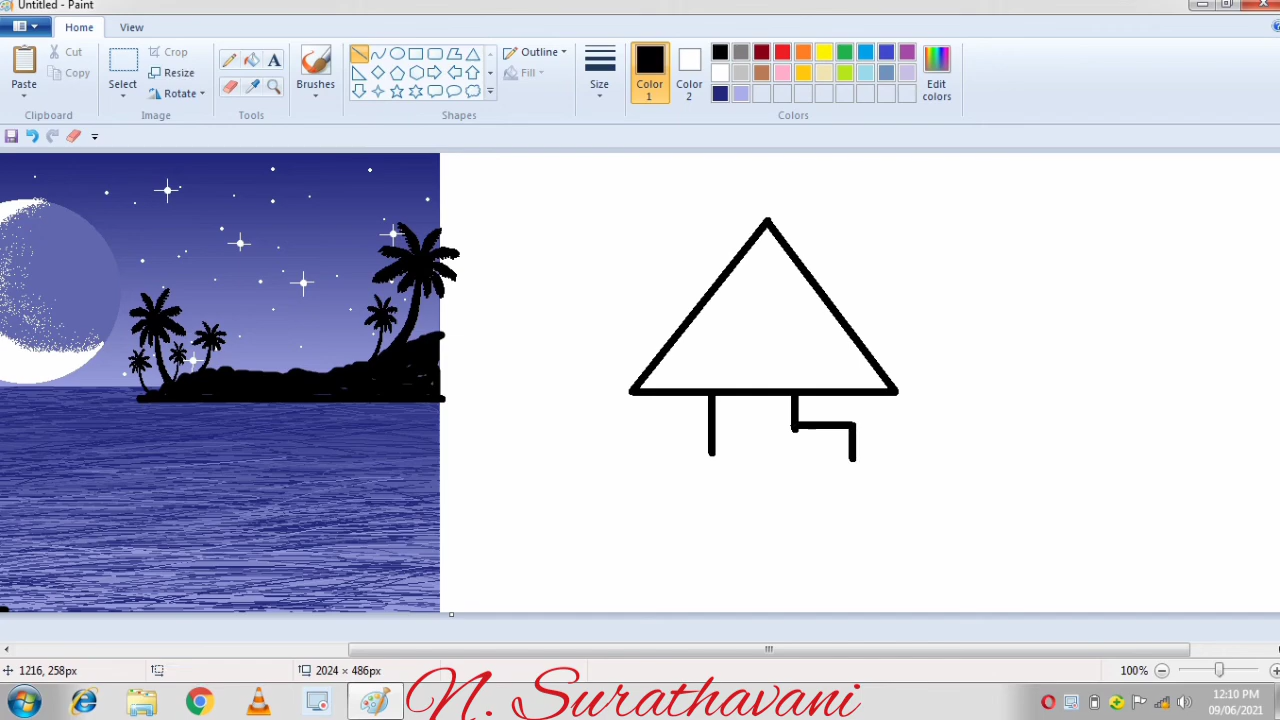 Untitled - Paint
Home View
Paste
Cut
Copy
Clipboard
Select
Crop
Resize
Rotate
Image
Tools
Brushes
Outline
Fill
Shapes
Size
Color 1
Color 2
Edit colors
Colors
1216, 258px
2024 × 486px
100%
N. Surathavani
12:10 PM
09/06/2021